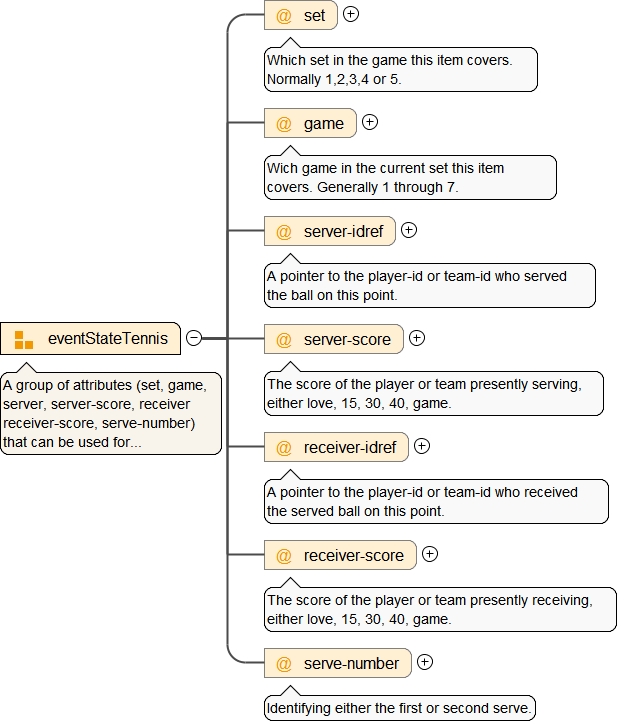 @ set
Which set in the game this item covers.
Normally 1,2,3,4 or 5.
@ game
Wich game in the current set this item
covers. Generally 1 through 7.
@ server-idref
A pointer to the player-id or team-id who served
the ball on this point.
eventStateTennis
A group of attributes (set, game,
server, server-score, receiver
receiver-score, serve-number)
that can be used for...
@ server-score
The score of the player or team presently serving,
either love, 15, 30, 40, game.
@ receiver-idref
A pointer to the player-id or team-id who received
the served ball on this point.
@ receiver-score
The score of the player or team presently receiving,
either love, 15, 30, 40, game.
@ serve-number
Identifying either the first or second serve.